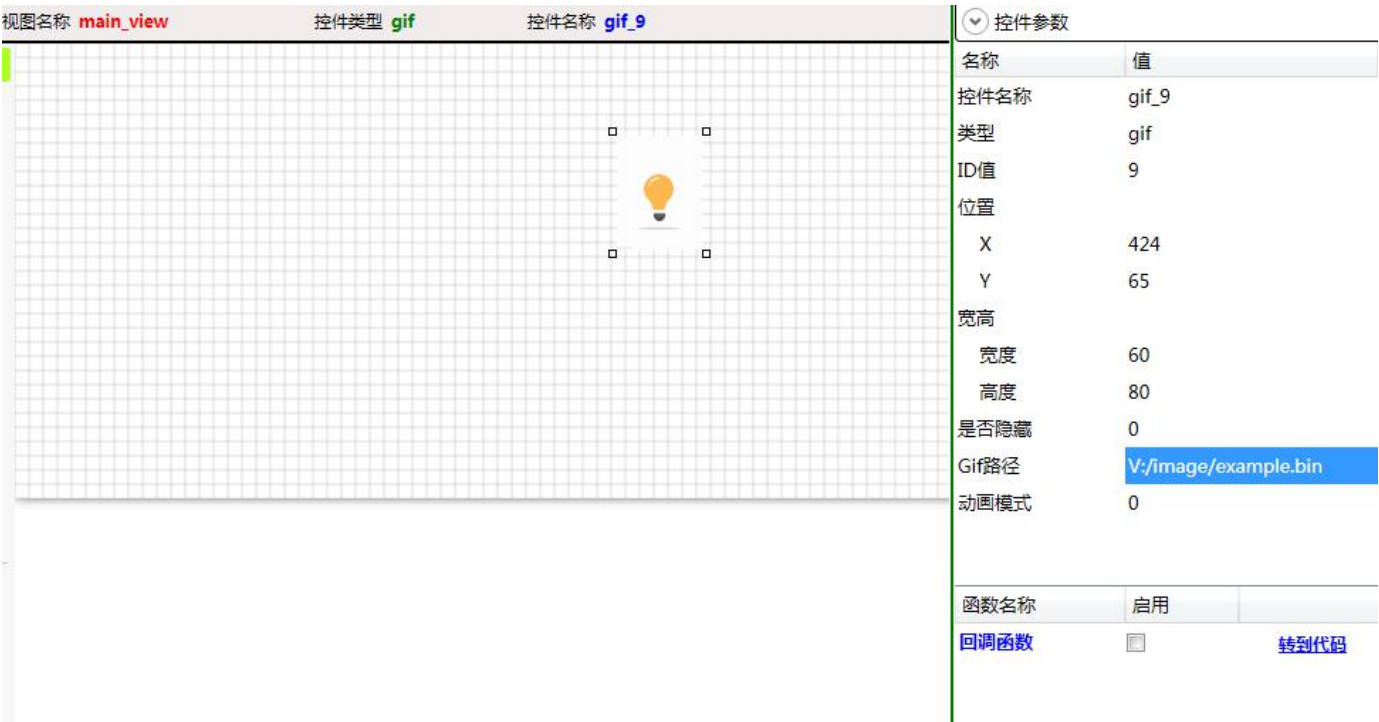 视图名称 main_view 控件类型 gif 控件名称 gif_9
控件参数
名称 值
控件名称 gif_9
类型 gif
ID值 9
位置
X 424
Y 65
宽高
宽度 60
高度 80
是否隐藏 0
Gif路径 V:/image/example.bin
动画模式 0
函数名称 启用
回调函数 转到代码